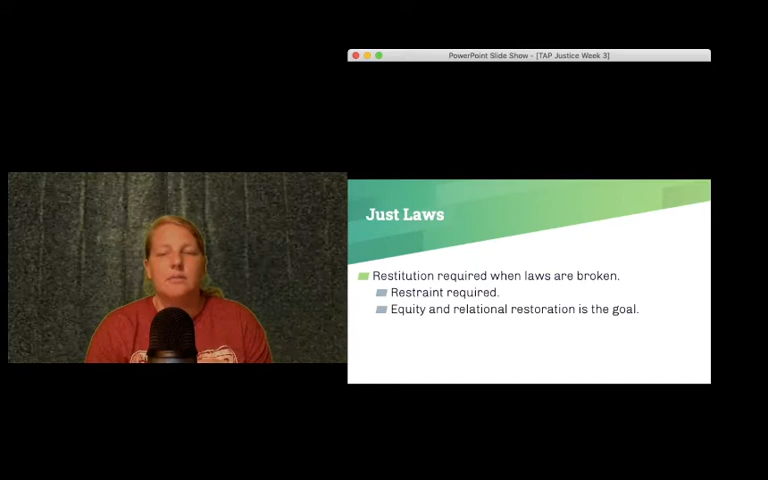 PowerPoint Slide Show - [TAP Justice Week 3]
Just Laws
Restitution required when laws are broken.
Restraint required.
Equity and relational restoration is the goal.